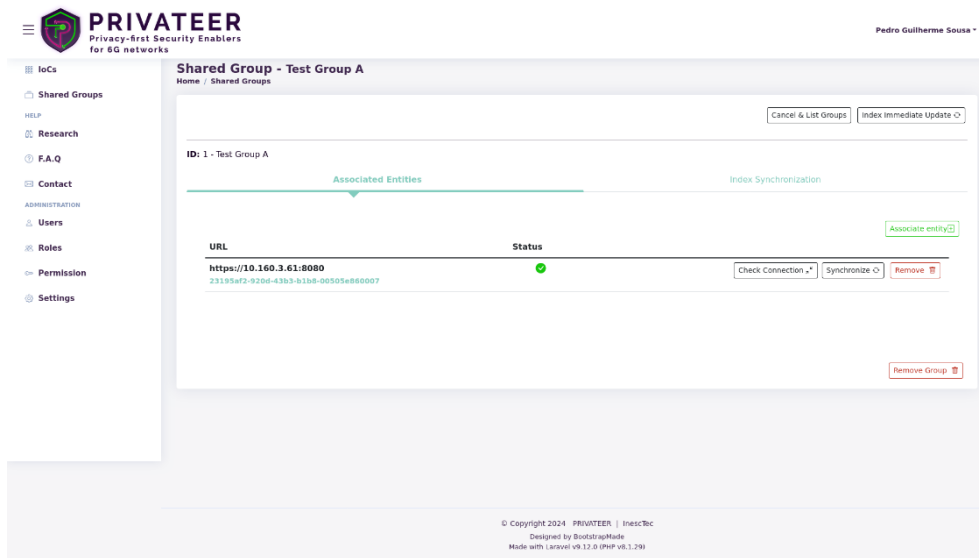 PRIVATEER
Privacy-first Security Enablers
for 6G networks
Pedro Guilherme Sousa
IoCs
Shared Groups
HELP
Research
F.A.Q
Contact
ADMINISTRATION
Users
Roles
Permission
Settings
Shared Group - Test Group A
Home / Shared Groups
Cancel & List Groups
Index Immediate Update
ID: 1 - Test Group A
Associated Entities
Index Synchronization
Associate entity
URL
Status
https://10.160.3.61:8080
23195af2-920d-43b3-b1b8-00505e860007
Check Connection
Synchronize
Remove
Remove Group
© Copyright 2024 PRIVATEER | InescTec
Designed by BootstrapMade
Made with Laravel v9.12.0 (PHP v8.1.29)